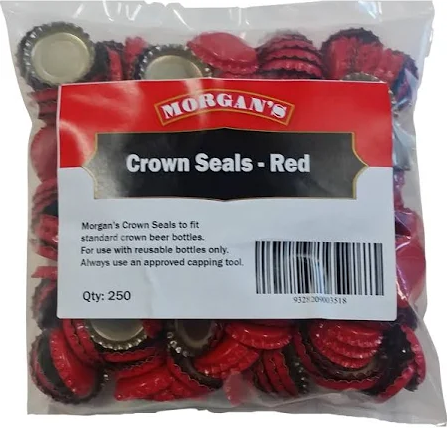 MORGAN'S
Crown Seals - Red
Morgan's Crown Seals to fit
standard crown beer bottles.
For use with reusable bottles only.
Always use an approved capping tool.
Qty: 250
9328209003518